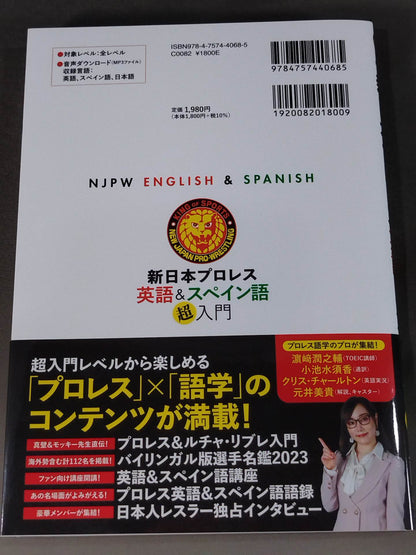 ●対象レベル:全レベル
●音声ダウンロード(MP3ファイル)
収録言語:
英語、スペイン語、日本語
ISBN978-4-7574-4068-5
C0082 ¥1800E
定価 1,980円
(本体1,800円+税10%)
9784757440685
1920082018009
NJPW ENGLISH & SPANISH
KING OF SPORTS
NEW JAPAN PRO-WRESTLING
新日本プロレス
英語&スペイン語
超入門
超入門レベルから楽しめる
「プロレス」×「語学」の
コンテンツが満載!
真壁&モッキー先生直伝! プロレス&ルチャ・リブレ入門
海外勢含む計112名を掲載! バイリンガル版選手名鑑2023
ファン向け講座開講! 英語&スペイン語講座
あの名場面がよみがえる! プロレス英語&スペイン語語録
豪華メンバーが集結! 日本人レスラー独占インタビュー
プロレス語学のプロが集結!
濵﨑潤之輔(TOEIC講師)
小池水須香(通訳)
クリス・チャールトン(英語実況)
元井美貴(解説、キャスター)